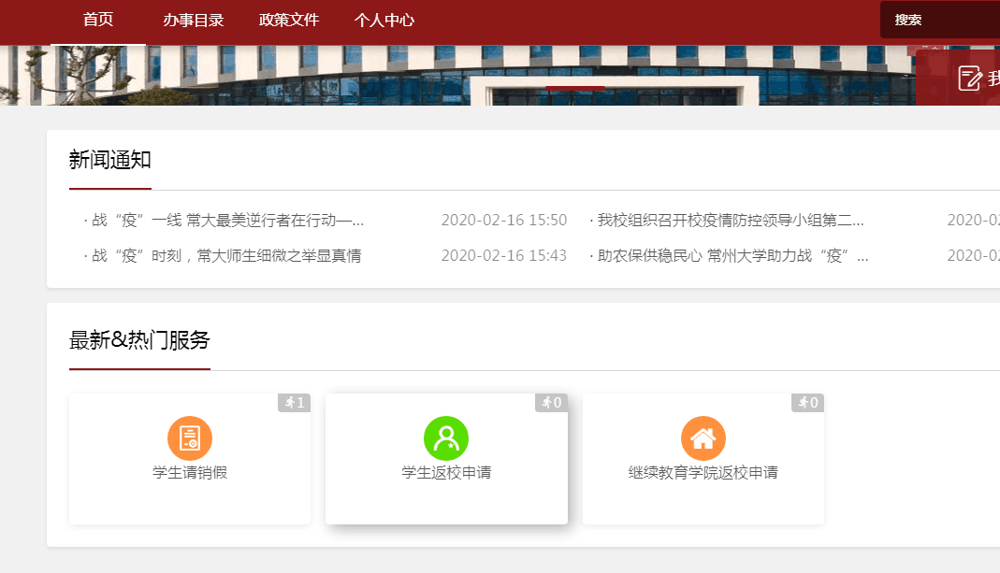 首页 办事目录 政策文件 个人中心 搜索
我
新闻通知
· 战“疫”一线 常大最美逆行者在行动—... 2020-02-16 15:50 · 我校组织召开校疫情防控领导小组第二... 2020-02
· 战“疫”时刻，常大师生细微之举显真情 2020-02-16 15:43 · 助农保供稳民心 常州大学助力战“疫”... 2020-02
最新&热门服务
1 0 0
学生请销假 学生返校申请 继续教育学院返校申请